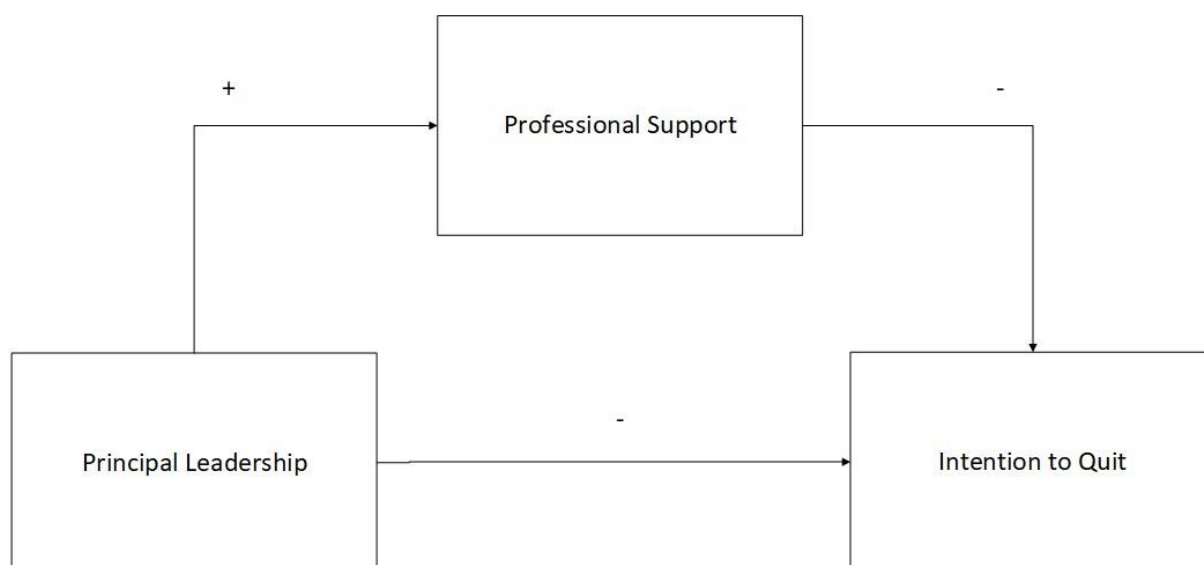 +
-
Professional Support
-
Principal Leadership
Intention to Quit